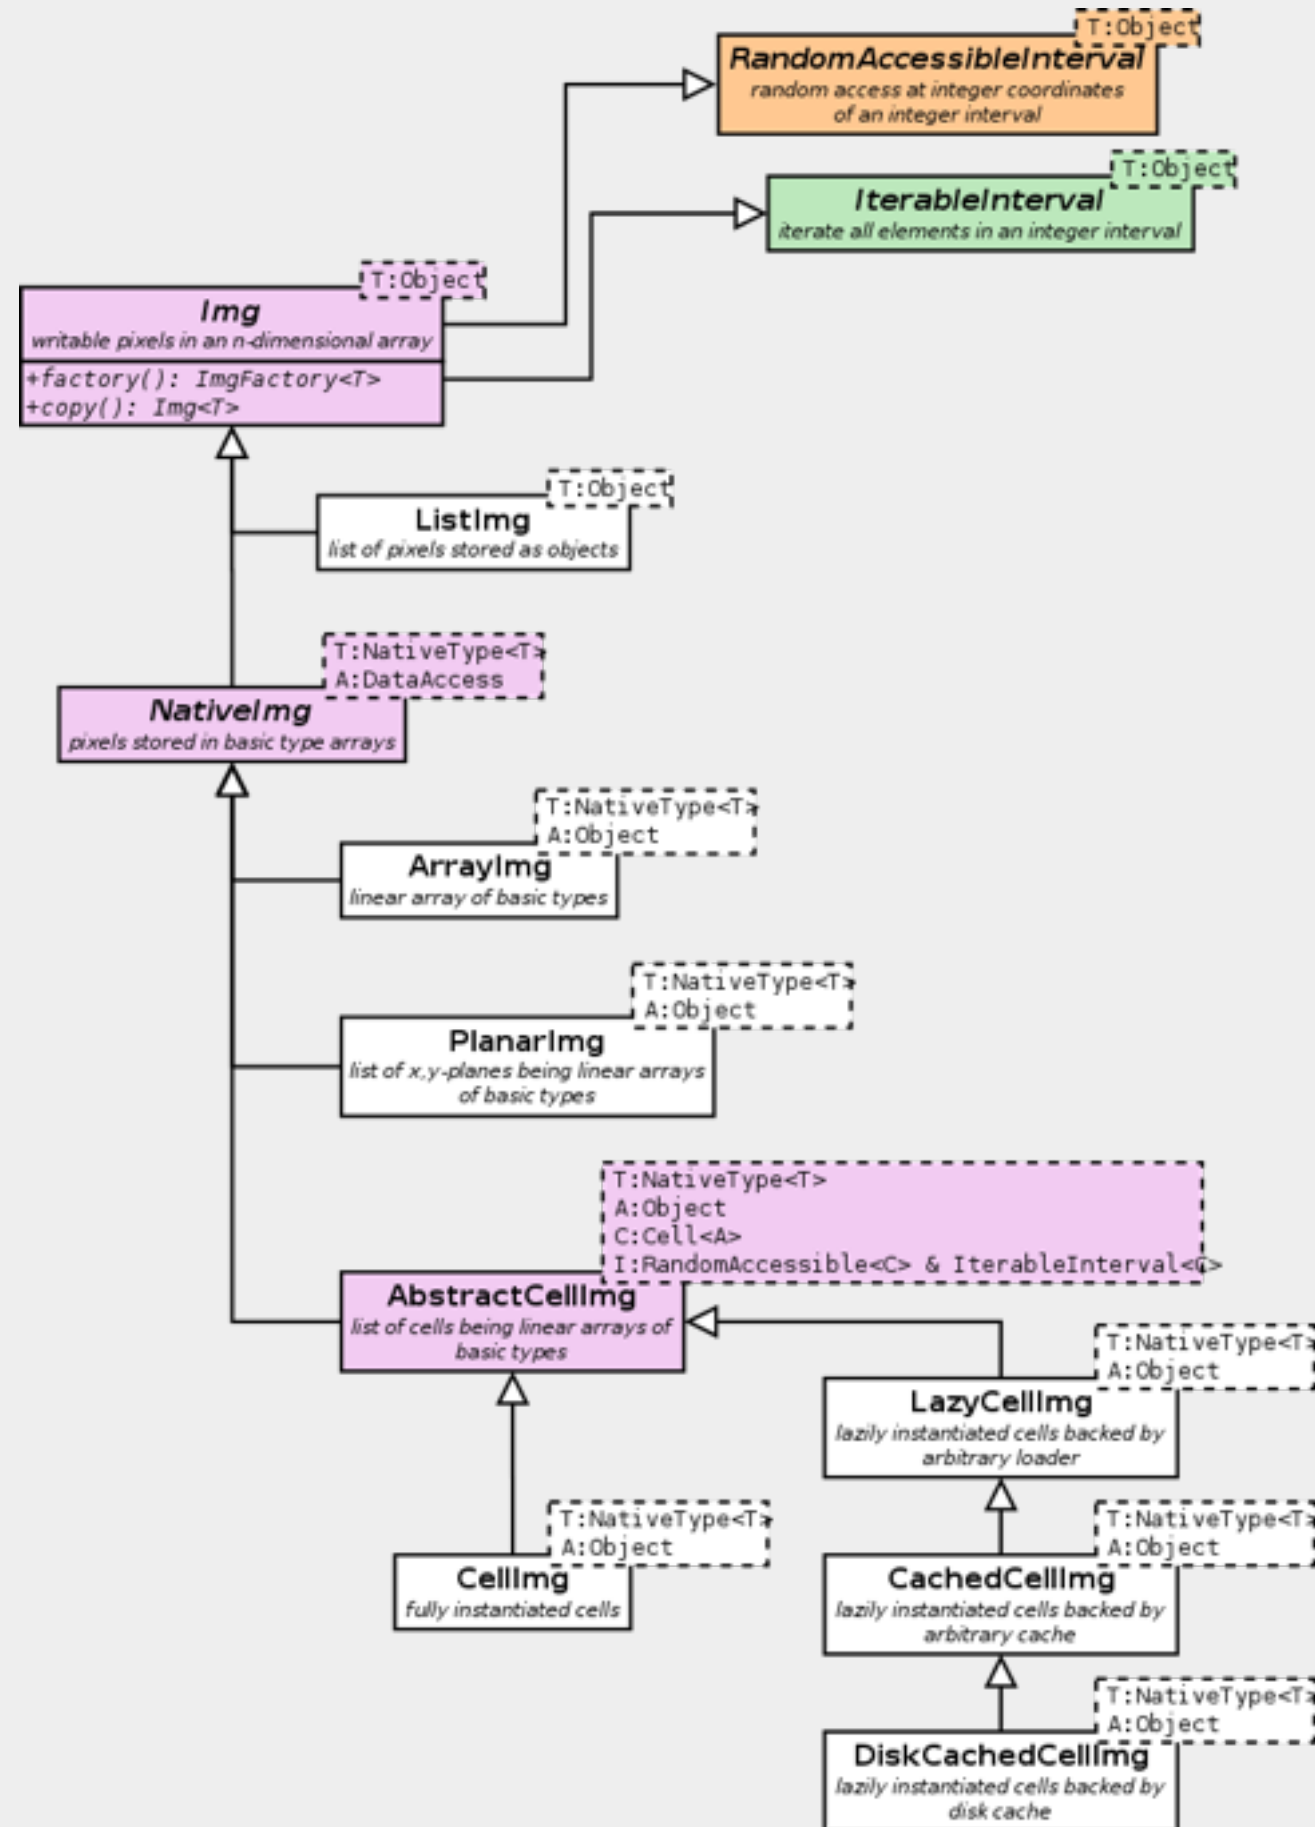 T:Object
RandomAccessibleInterval
random access at integer coordinates
of an integer interval
T:Object
IterableInterval
iterate all elements in an integer interval
T:Object
Img
writable pixels in an n-dimensional array
+factory(): ImgFactory<T>
+copy(): Img<T>
T:Object
ListImg
list of pixels stored as objects
T:NativeType<T>
A:DataAccess
NativeImg
pixels stored in basic type arrays
T:NativeType<T>
A:Object
ArrayImg
linear array of basic types
T:NativeType<T>
A:Object
PlanarImg
list of x,y-planes being linear arrays
of basic types
T:NativeType<T>
A:Object
C:Cell<A>
I:RandomAccessible<C> & IterableInterval<C>
AbstractCellImg
list of cells being linear arrays of
basic types
T:NativeType<T>
A:Object
LazyCellImg
lazily instantiated cells backed by
arbitrary loader
T:NativeType<T>
A:Object
CellImg
fully instantiated cells
T:NativeType<T>
A:Object
CachedCellImg
lazily instantiated cells backed by
arbitrary cache
T:NativeType<T>
A:Object
DiskCachedCellImg
lazily instantiated cells backed by
disk cache